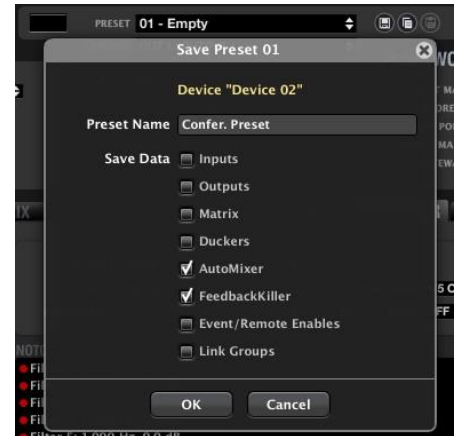 PRESET 01 - Empty
Save Preset 01
Device "Device 02"
Preset Name Confer. Preset
Save Data Inputs
Outputs
Matrix
Duckers
AutoMixer
FeedbackKiller
Event/Remote Enables
Link Groups
OK Cancel